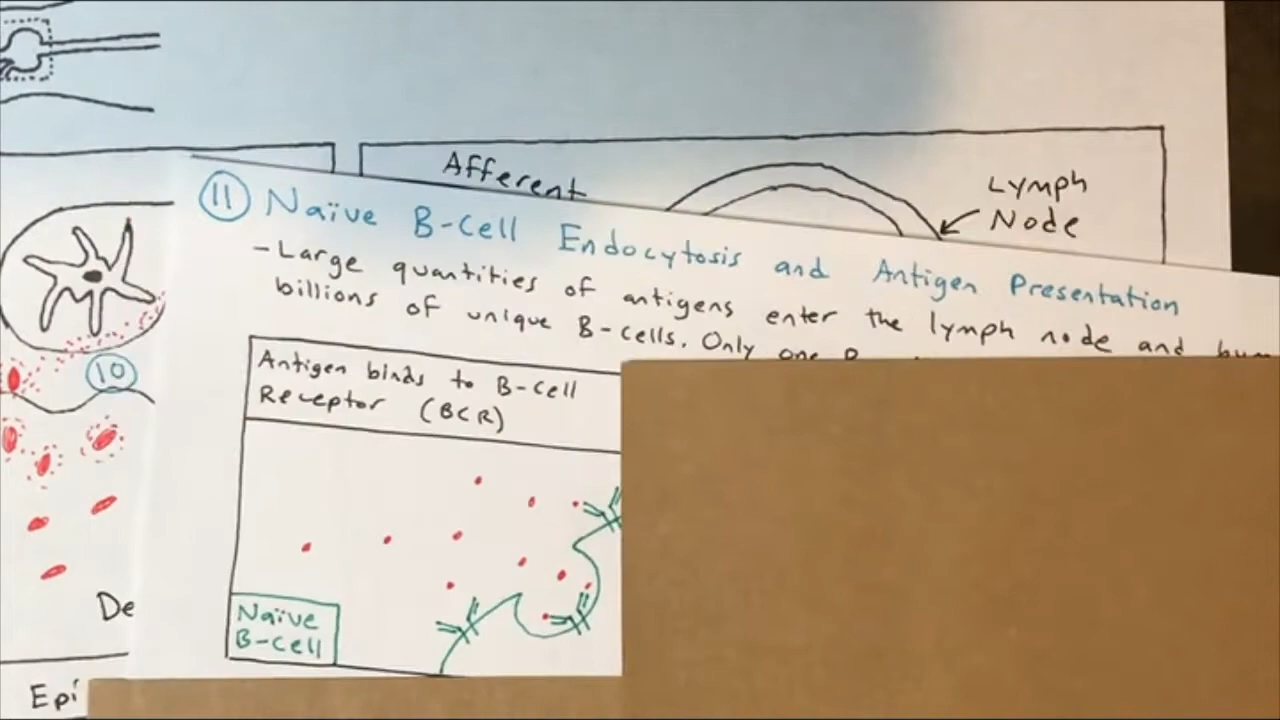 Afferent
Lymph
Node
11 Naïve B-Cell Endocytosis and Antigen Presentation
- Large quantities of antigens enter the lymph node and
billions of unique B-cells. Only one
Antigen binds to B-Cell
Receptor (BCR)
10
Naïve
B-Cell
De
Epi